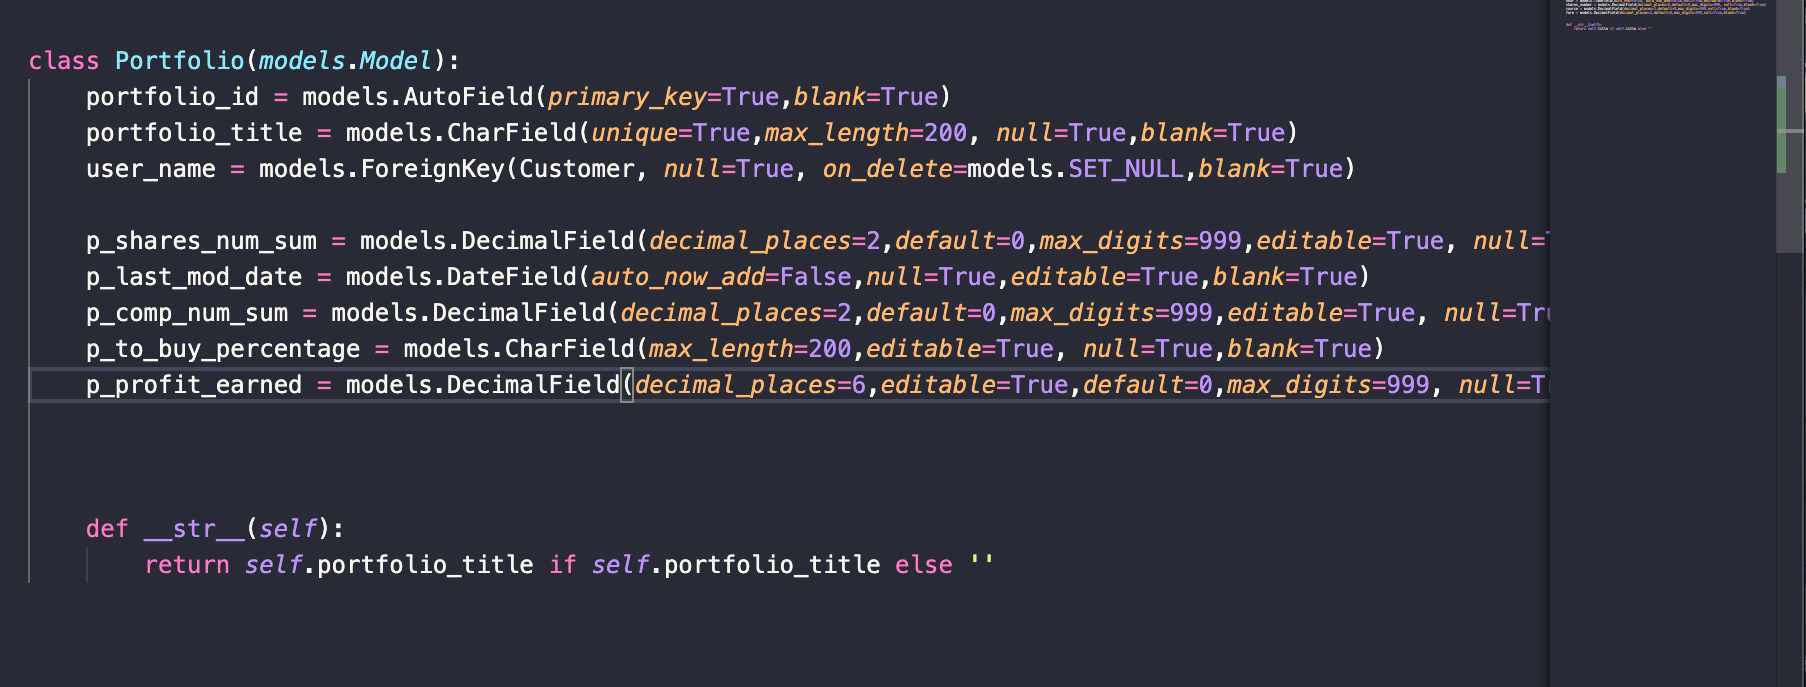 class Portfolio(models.Model):
portfolio_id = models.AutoField(primary_key=True,blank=True)
portfolio_title = models.CharField(unique=True,max_length=200, null=True,blank=True)
user_name = models.ForeignKey(Customer, null=True, on_delete=models.SET_NULL,blank=True)
p_shares_num_sum = models.DecimalField(decimal_places=2,default=0,max_digits=999,editable=True, null=
p_last_mod_date = models.DateField(auto_now_add=False,null=True,editable=True,blank=True)
p_comp_num_sum = models.DecimalField(decimal_places=2,default=0,max_digits=999,editable=True, null=Tru
p_to_buy_percentage = models.CharField(max_length=200,editable=True, null=True,blank=True)
p_profit_earned = models.DecimalField(decimal_places=6,editable=True,default=0,max_digits=999, null=T
def __str__(self):
return self.portfolio_title if self.portfolio_title else ''